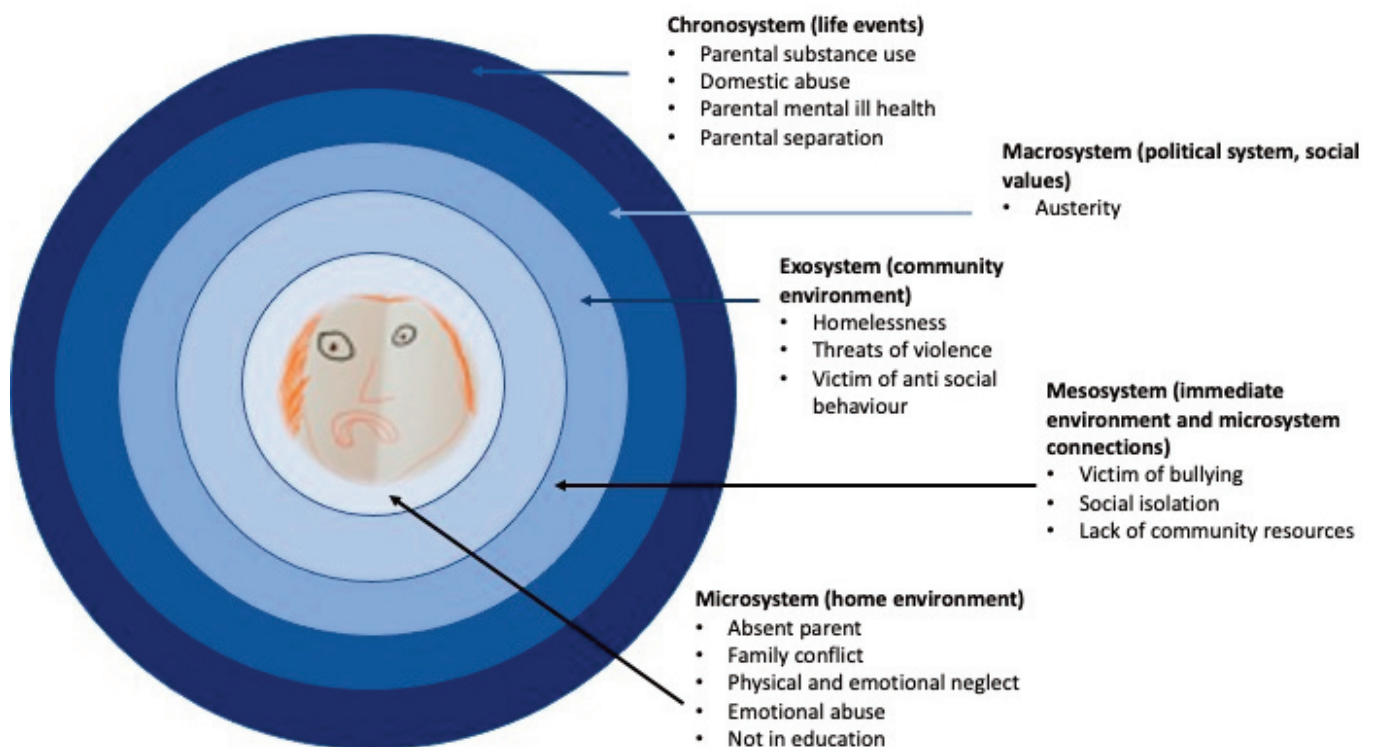 Chronosystem (life events)
• Parental substance use
• Domestic abuse
• Parental mental ill health
• Parental separation
Macrosystem (political system, social
values)
• Austerity
Exosystem (community
environment)
• Homelessness
• Threats of violence
• Victim of anti social
behaviour
Mesosystem (immediate
environment and microsystem
connections)
• Victim of bullying
• Social isolation
• Lack of community resources
Microsystem (home environment)
• Absent parent
• Family conflict
• Physical and emotional neglect
• Emotional abuse
• Not in education